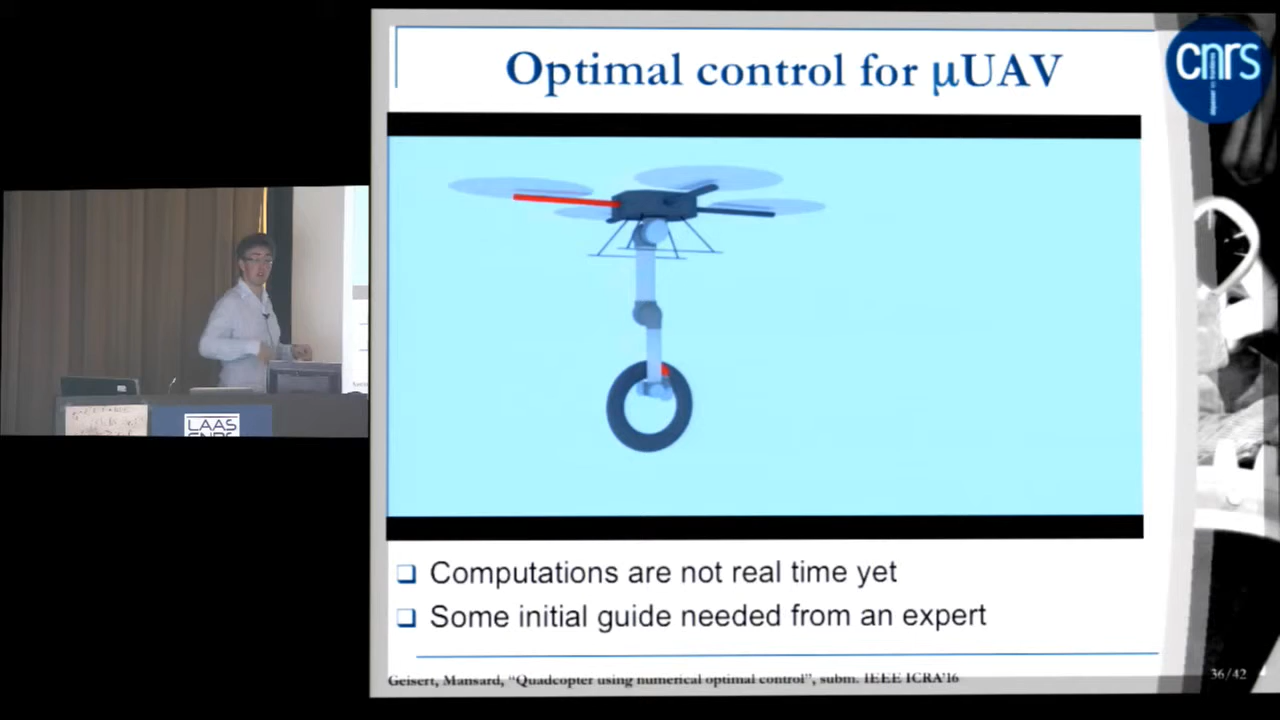 Optimal control for µUAV
cnrs
LAAS
CNRS
❑ Computations are not real time yet
❑ Some initial guide needed from an expert
Geisert, Mansard, “Quadcopter using numerical optimal control”, subm. IEEE ICRA’16
36/42